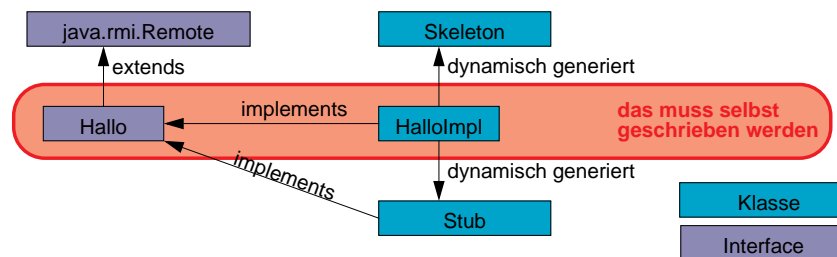 java.rmi.Remote
Skeleton
extends
dynamisch generiert
Hallo
implements
HalloImpl
das muss selbst
geschrieben werden
implements
dynamisch generiert
Stub
Klasse
Interface